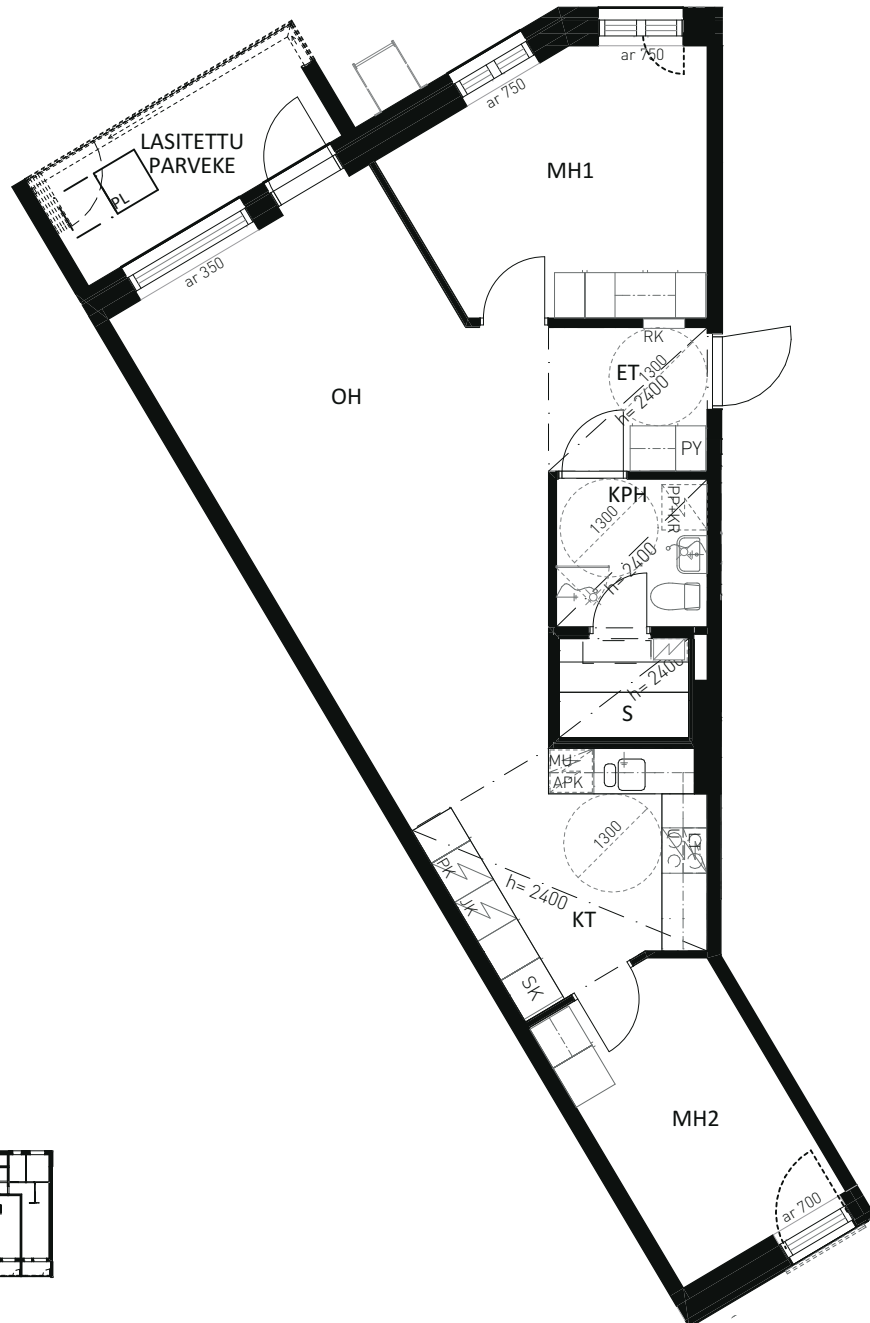 ar 750
ar 750
LASITETTU
PARVEKE
PL
MH1
ar 350
RK
ET
1300
h= 2400
OH
PY
KPH
PP+KR
1300
h= 2400
h= 2400
S
MU
APK
1300
PK
JK
h= 2400
KT
SK
MH2
ar 700